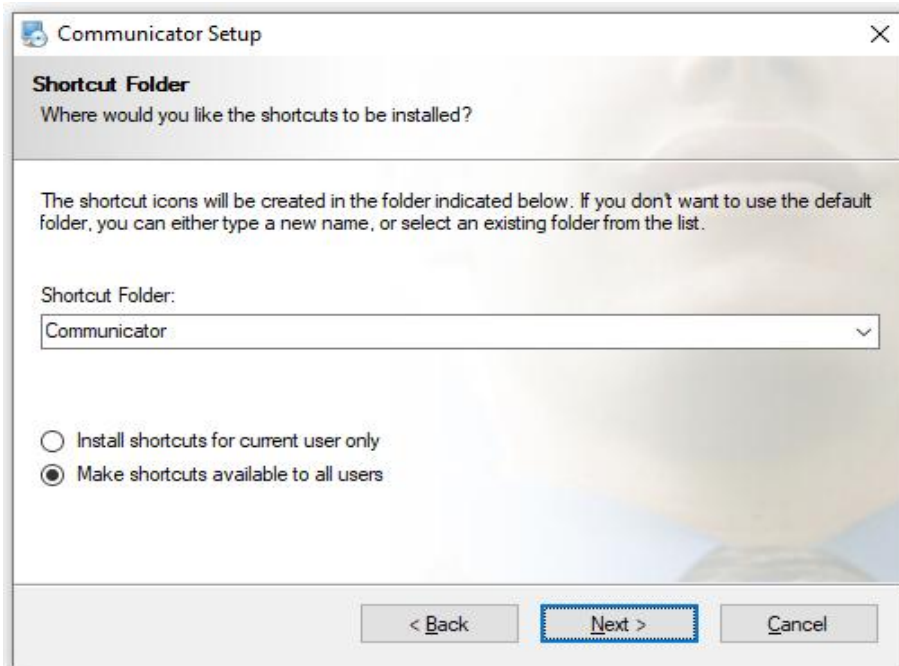 Communicator Setup
Shortcut Folder
Where would you like the shortcuts to be installed?
The shortcut icons will be created in the folder indicated below. If you don't want to use the default
folder, you can either type a new name, or select an existing folder from the list.
Shortcut Folder:
Communicator
Install shortcuts for current user only
Make shortcuts available to all users
< Back Next > Cancel